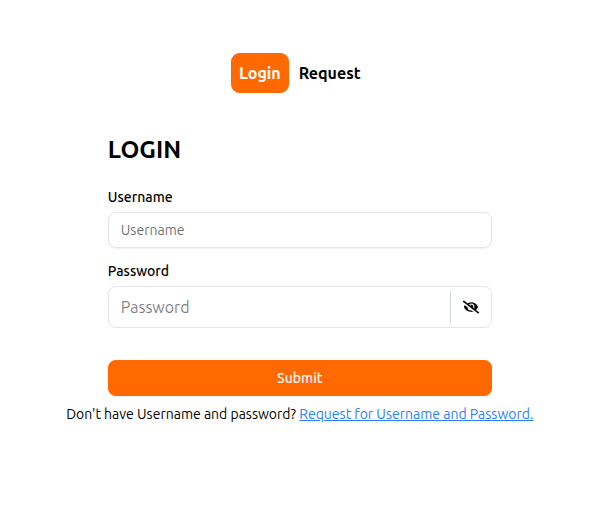 Login Request
LOGIN
Username
Username
Password
Password
Submit
Don't have Username and password? Request for Username and Password.